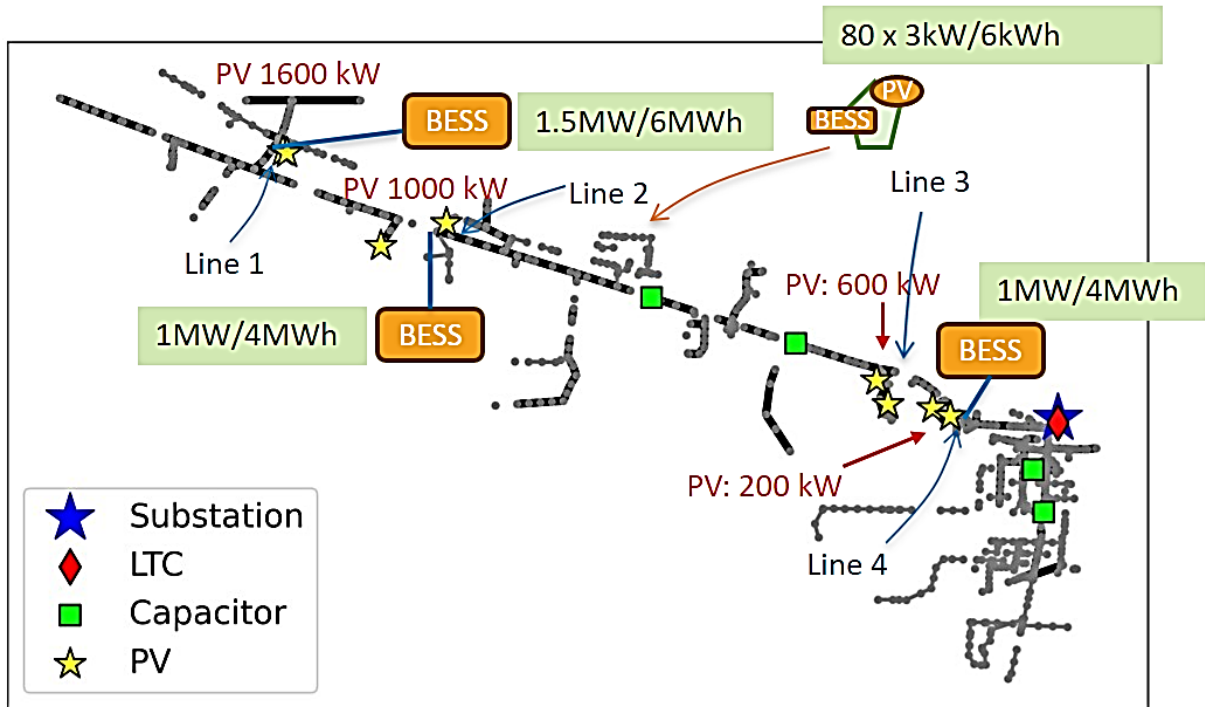 80 x 3kW/6kWh
PV 1600 kW
PV
BESS
BESS
1.5MW/6MWh
PV 1000 kW
Line 2
Line 3
Line 1
PV: 600 kW
1MW/4MWh
1MW/4MWh
BESS
BESS
PV: 200 kW
Line 4
Substation
LTC
Capacitor
PV